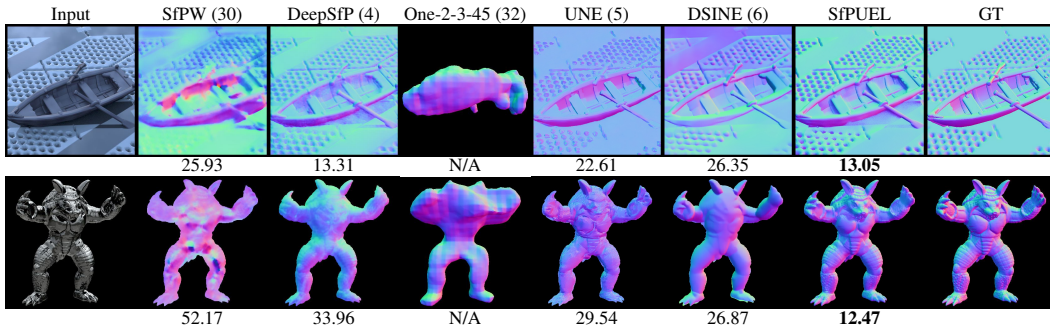 Input SfPW (30) DeepSfP (4) One-2-3-45 (32) UNE (5) DSINE (6) SfPUEL GT
25.93 13.31 N/A 22.61 26.35 13.05
52.17 33.96 N/A 29.54 26.87 12.47